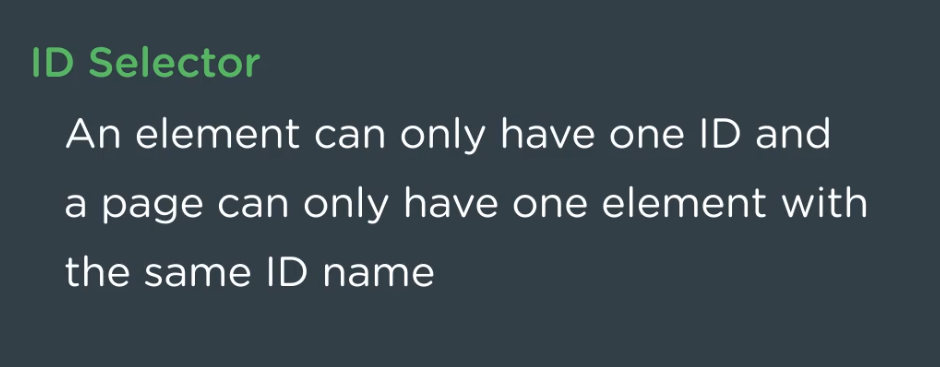 ID Selector
An element can only have one ID and
a page can only have one element with
the same ID name